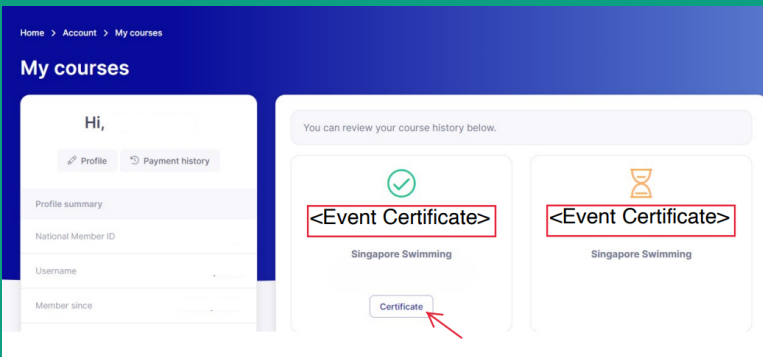 Home > Account > My courses
My courses
Hi,
Profile
Payment history
Profile summary
National Member ID
Username
Member since
You can review your course history below.
<Event Certificate>
Singapore Swimming
Certificate
<Event Certificate>
Singapore Swimming